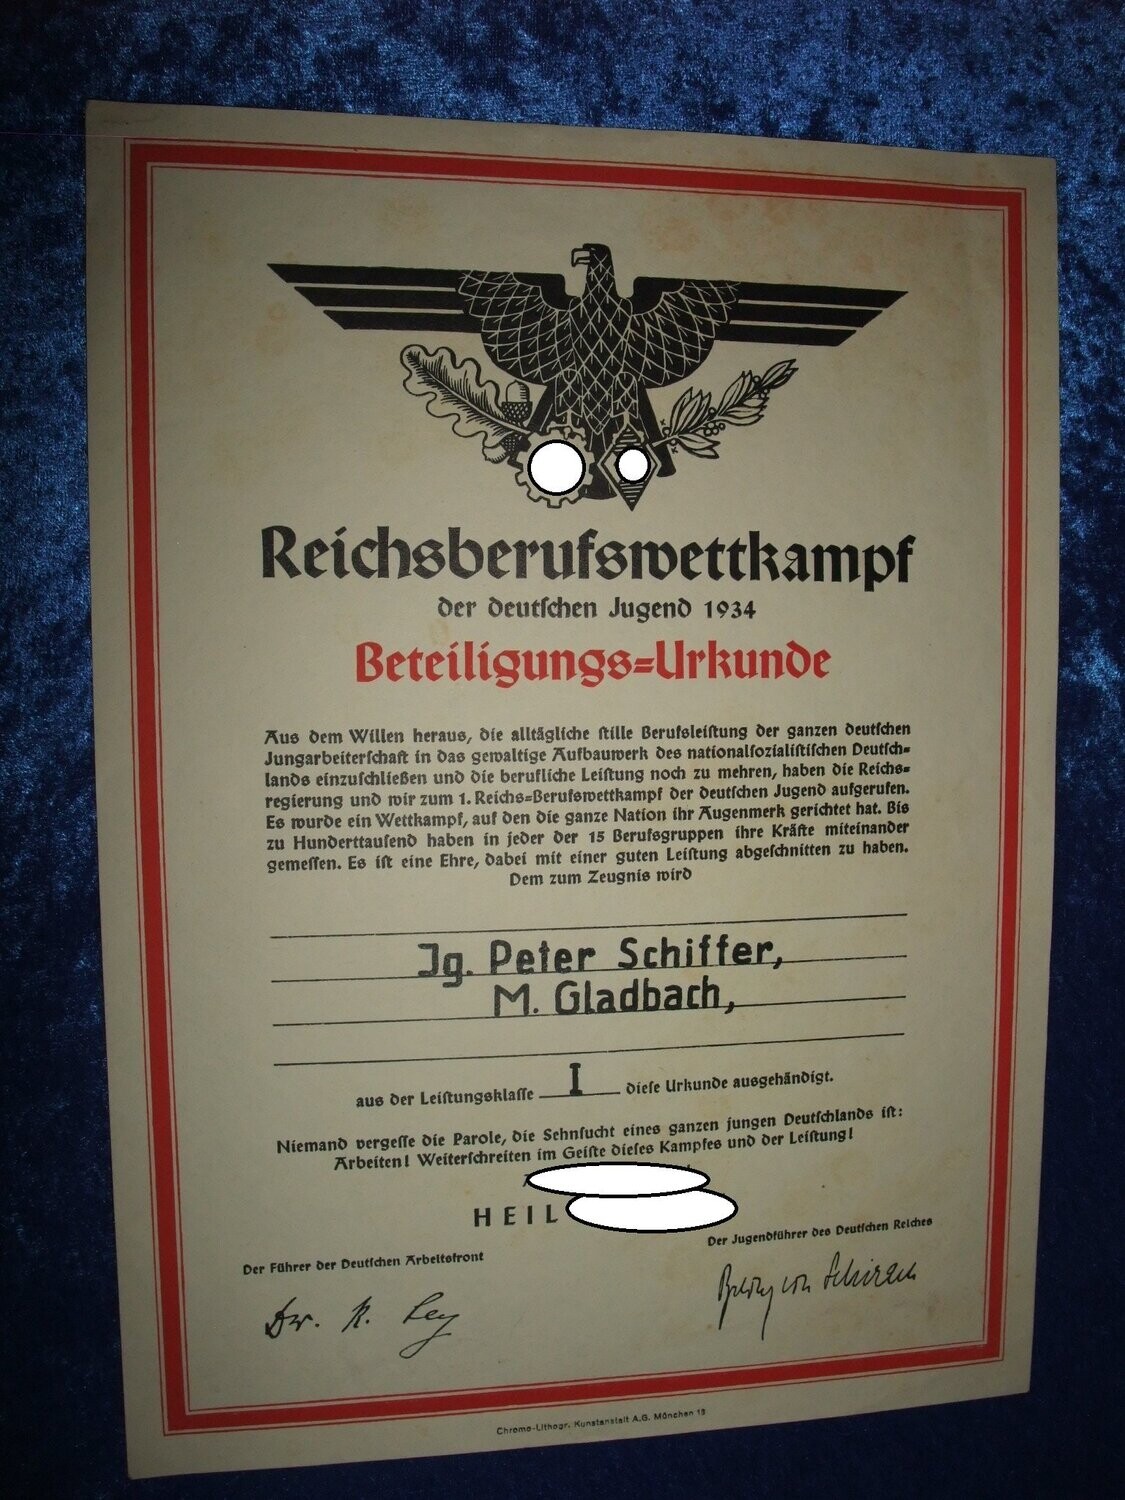 Reichsberufswettkampf
der deutſchen Jugend 1934
Beteiligungs=Urkunde
Aus dem Willen heraus, die alltägliche ſtille Berufsleiſtung der ganzen deutſchen
Jungarbeiterſchaft in das gewaltige Aufbauwerk des nationalſozialiſtiſchen Deutſch=
lands einzuſchließen und die berufliche Leiſtung noch zu mehren, haben die Reichs=
regierung und wir zum 1. Reichs=Berufswettkampf der deutſchen Jugend aufgerufen.
Es wurde ein Wettkampf, auf den die ganze Nation ihr Augenmerk gerichtet hat. Bis
zu Hunderttauſend haben in jeder der 15 Berufsgruppen ihre Kräfte miteinander
gemeſſen. Es iſt eine Ehre, dabei mit einer guten Leiſtung abgeſchnitten zu haben.
Dem zum Zeugnis wird
Jg. Peter Schiffer,
M. Gladbach,
aus der Leiſtungsklaſſe I dieſe Urkunde ausgehändigt.
Niemand vergeſſe die Parole, die Sehnſucht eines ganzen jungen Deutſchlands iſt:
Arbeiten! Weiterſchreiten im Geiſte dieſes Kampfes und der Leiſtung!
HEIL
Der Führer der Deutſchen Arbeitsfront
Der Jugendführer des Deutſchen Reiches
Dr. R. Ley
Baldur von Schirach
Chromo-Lithogr. Kunstanstalt A.G. München 13